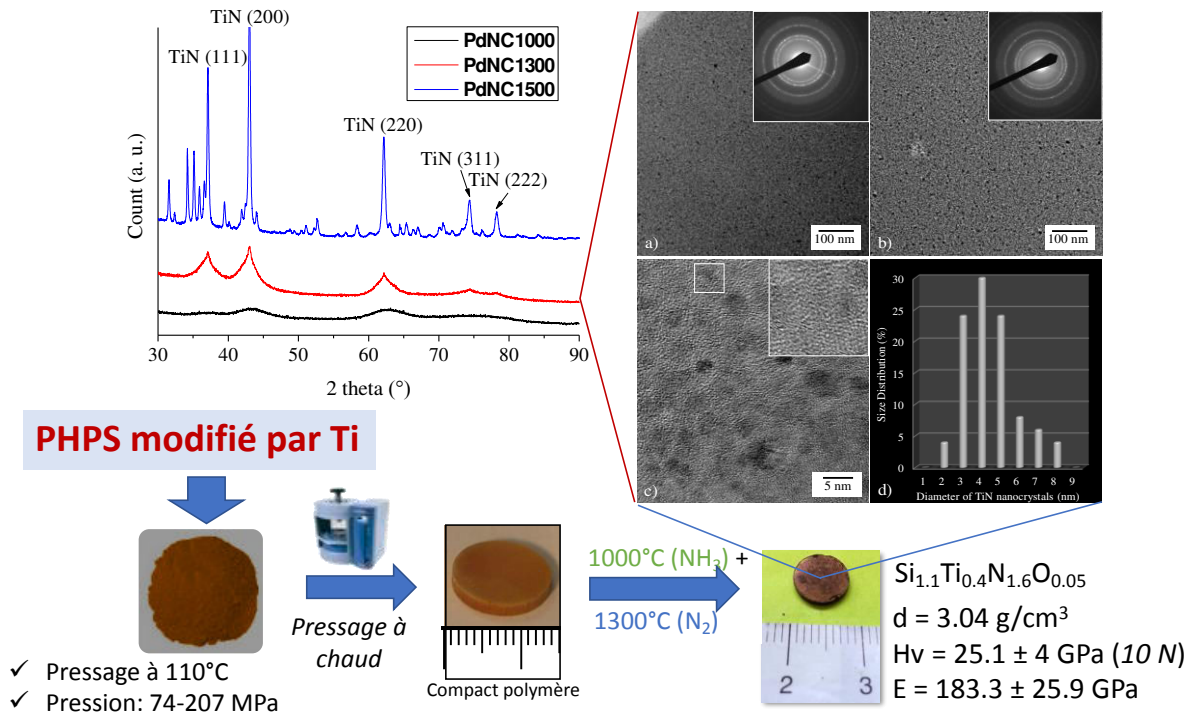 TiN (200)
TiN (111)
PdNC1000
PdNC1300
PdNC1500
TiN (220)
TiN (311)
TiN (222)
Count (a. u.)
30 40 50 60 70 80 90
2 theta (°)
a)
100 nm
b)
100 nm
c)
5 nm
Size Distribution (%)
30
25
20
15
10
5
0
1 2 3 4 5 6 7 8 9
d) Diameter of TiN nanocrystals (nm)
PHPS modifié par Ti
✓ Pressage à 110°C
✓ Pression: 74-207 MPa
Pressage à
chaud
Compact polymère
1000°C (NH₃) +
1300°C (N₂)
2 3
Si₁.₁Ti₀.₄N₁.₆O₀.₀₅
d = 3.04 g/cm³
Hv = 25.1 ± 4 GPa (10 N)
E = 183.3 ± 25.9 GPa